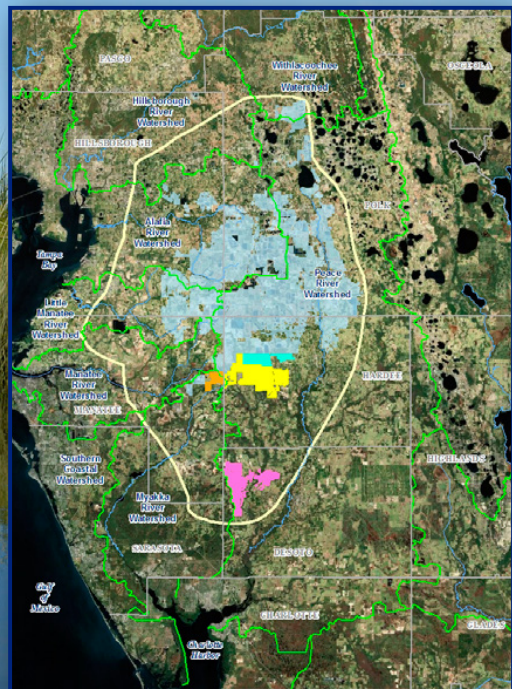 PASCO
OSCEOLA
Withlacoochee
River
Watershed
Hillsborough
River
Watershed
HILLSBOROUGH
POLK
Alafia
River
Watershed
Tampa
Bay
Peace
River
Watershed
Little
Manatee
River
Watershed
Manatee
River
Watershed
HARDEE
MANATEE
Southern
Coastal
Watershed
HIGHLANDS
Myakka
River
Watershed
SARASOTA
DESOTO
Gulf
of
Mexico
CHARLOTTE
GLADES
Charlotte
Harbor